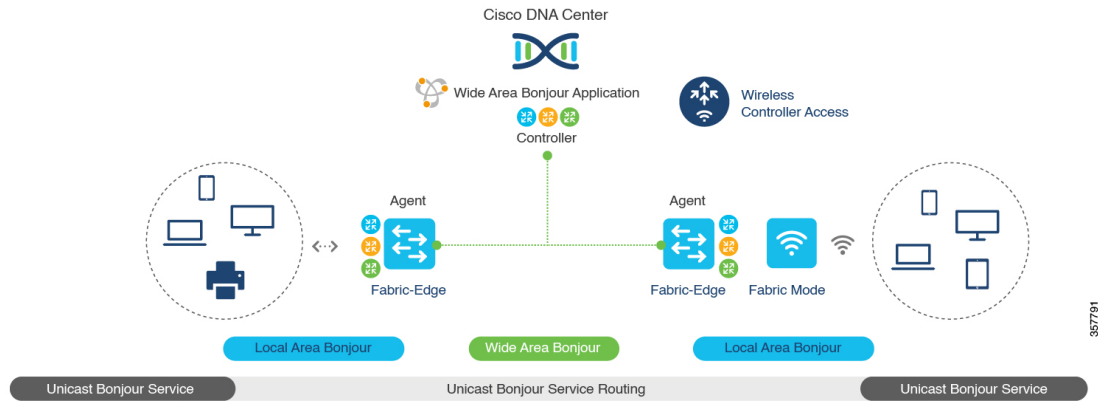 Cisco DNA Center
Wide Area Bonjour Application
Controller
Wireless
Controller Access
Agent
Agent
Fabric-Edge
Fabric-Edge
Fabric Mode
357791
Local Area Bonjour
Wide Area Bonjour
Local Area Bonjour
Unicast Bonjour Service
Unicast Bonjour Service Routing
Unicast Bonjour Service